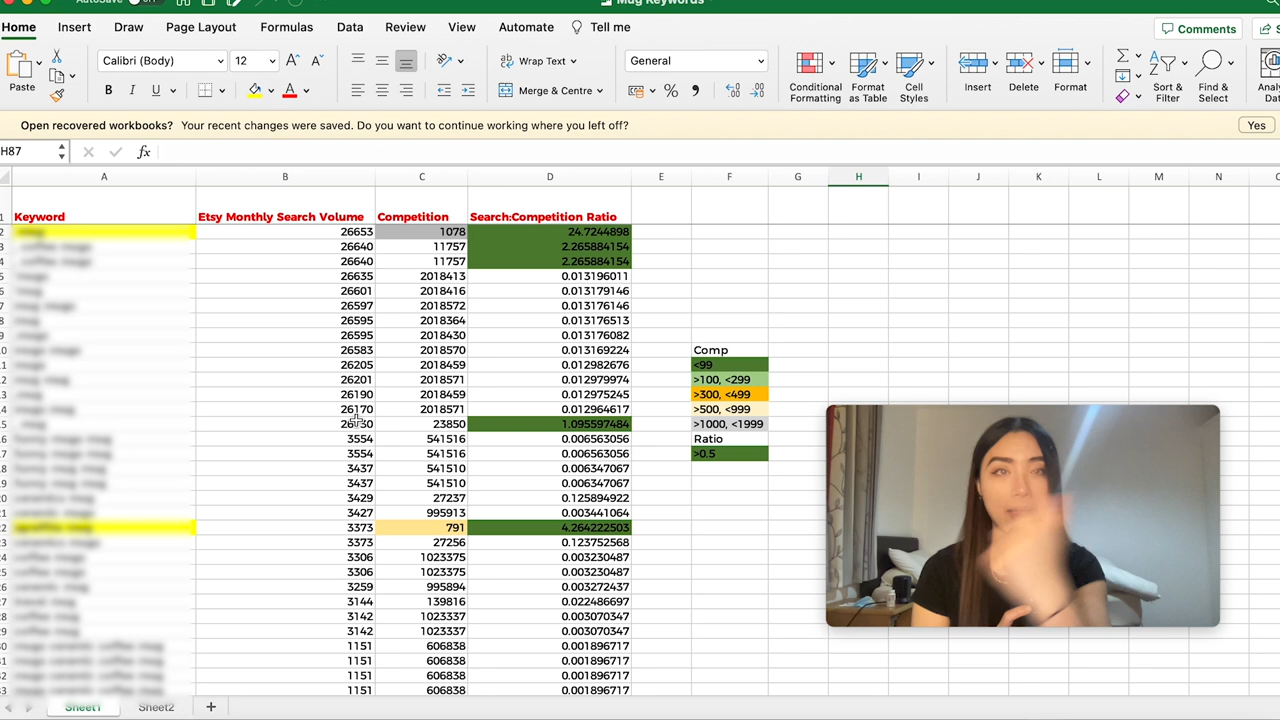 AutoSave
Mug Keywords
Home Insert Draw Page Layout Formulas Data Review View Automate Tell me Comments
Paste Calibri (Body) 12 Wrap Text General
B I U A Merge & Centre Conditional Formatting Format as Table Cell Styles Insert Delete Format Sort & Filter Find & Select
Open recovered workbooks? Your recent changes were saved. Do you want to continue working where you left off? Yes
H87 fx
A B C D E F G H I J K L M N
1 Keyword Etsy Monthly Search Volume Competition Search:Competition Ratio
26653 1078 24.7244898
26640 11757 2.265884154
26640 11757 2.265884154
26635 2018413 0.013196011
26601 2018416 0.013179146
26597 2018572 0.013176146
26595 2018364 0.013176513
26595 2018430 0.013176082
26583 2018570 0.013169224 Comp
26205 2018459 0.012982676 <99
26201 2018571 0.012979974 >100, <299
26190 2018459 0.012975245 >300, <499
26170 2018571 0.012964617 >500, <999
23850 1.095597484 >1000, <1999
3554 541516 0.006563056 Ratio
3554 541516 0.006563056 >0.5
3437 541510 0.006347067
3437 541510 0.006347067
3429 27237 0.125894922
3427 995913 0.003441064
3373 791 4.264222503
3373 27256 0.123752568
3306 1023375 0.003230487
3306 1023375 0.003230487
3259 995894 0.003272437
3144 139816 0.022486697
3142 1023337 0.003070347
3142 1023337 0.003070347
1151 606838 0.001896717
1151 606838 0.001896717
1151 606838 0.001896717
1151 606838 0.001896717
Sheet1 Sheet2